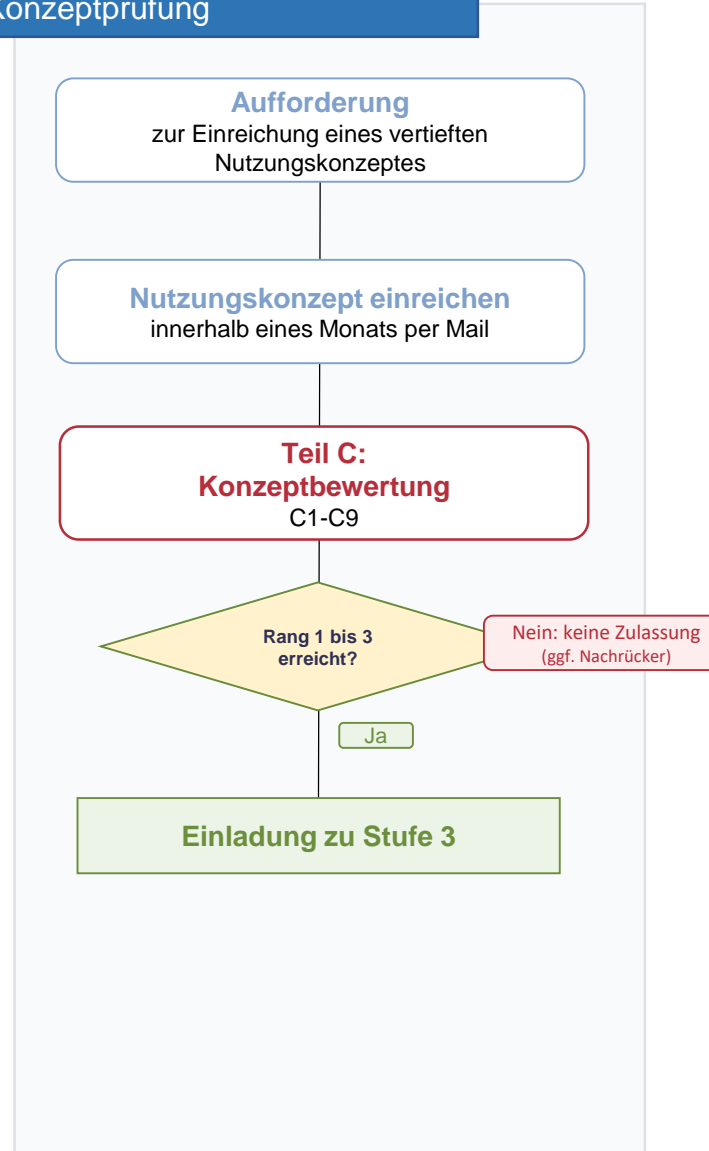 Konzeptprüfung
Aufforderung
zur Einreichung eines vertieften
Nutzungskonzeptes
Nutzungskonzept einreichen
innerhalb eines Monats per Mail
Teil C:
Konzeptbewertung
C1-C9
Rang 1 bis 3
erreicht?
Nein: keine Zulassung
(ggf. Nachrücker)
Ja
Einladung zu Stufe 3